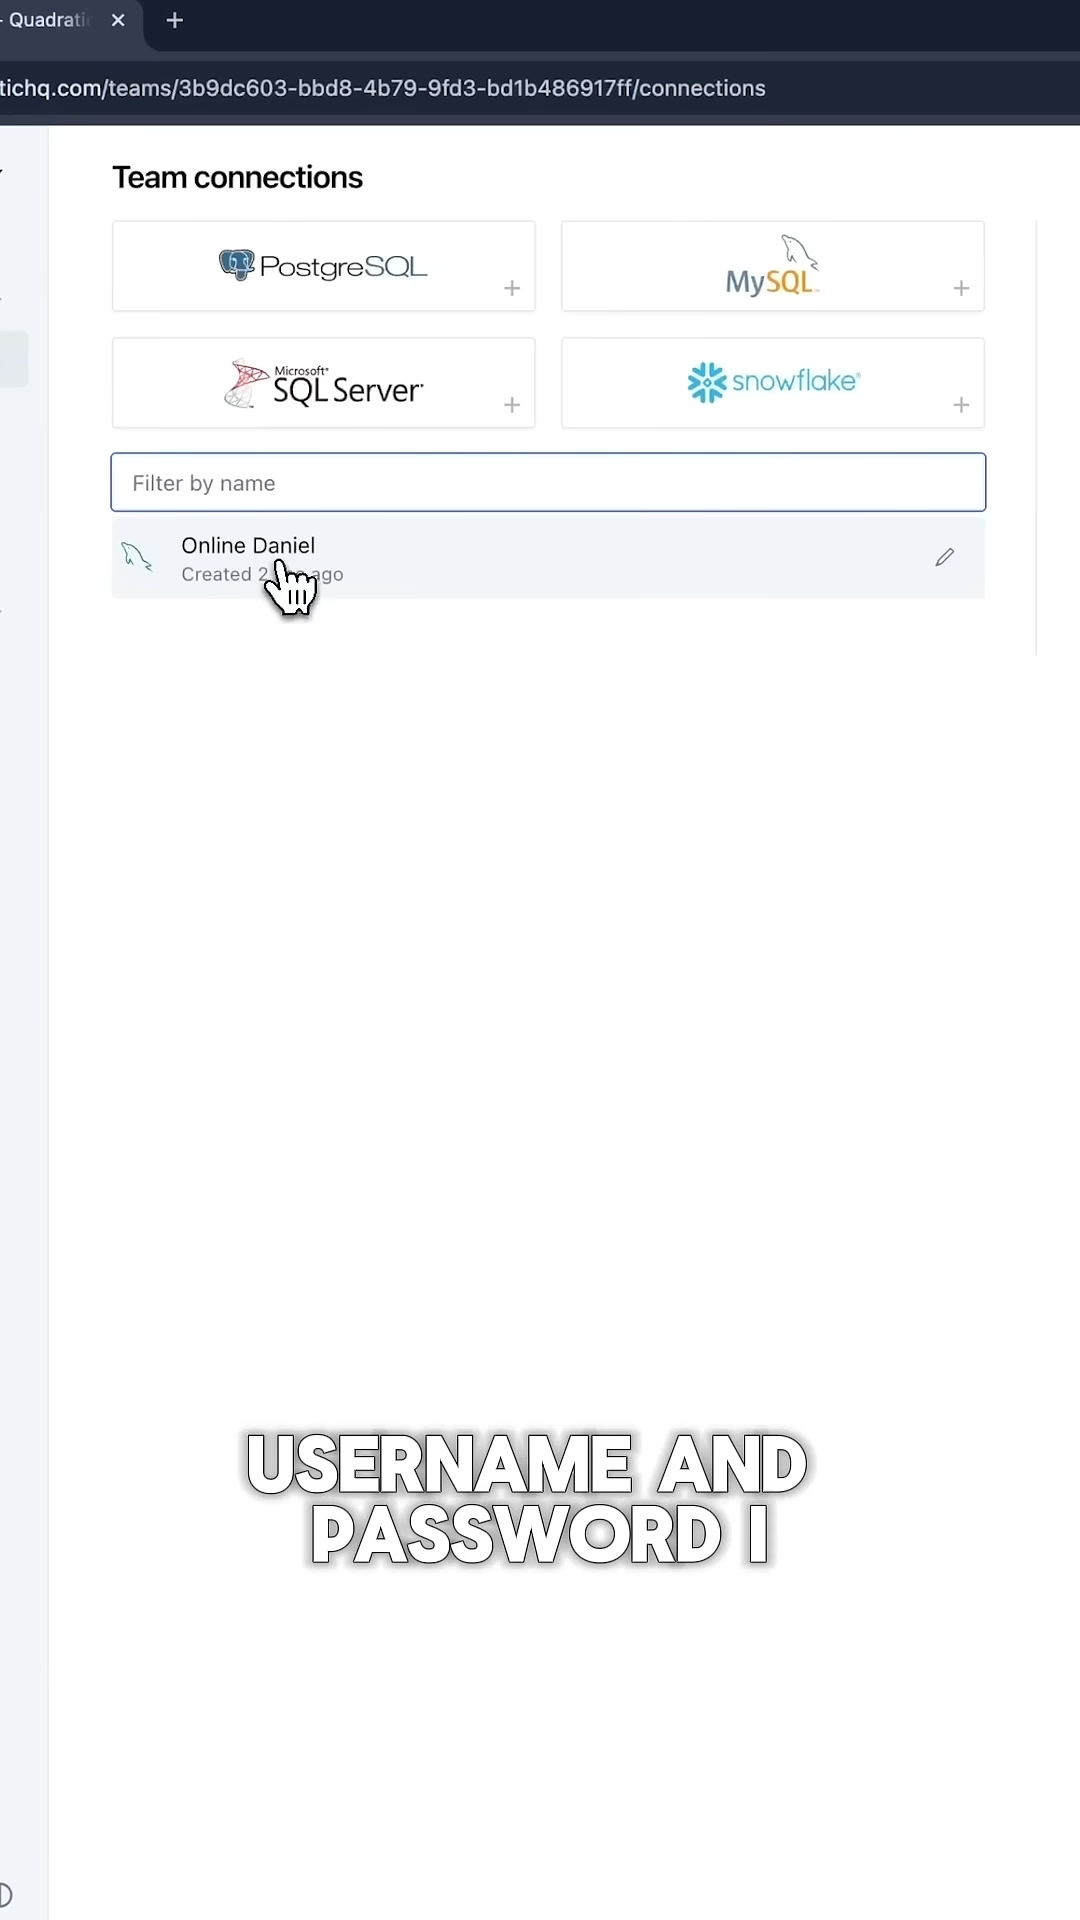 - Quadrati
tichq.com/teams/3b9dc603-bbd8-4b79-9fd3-bd1b486917ff/connections
Team connections
PostgreSQL
MySQL
Microsoft
SQL Server
snowflake
Filter by name
Online Daniel
Created 2 ago
USERNAME AND
PASSWORD I